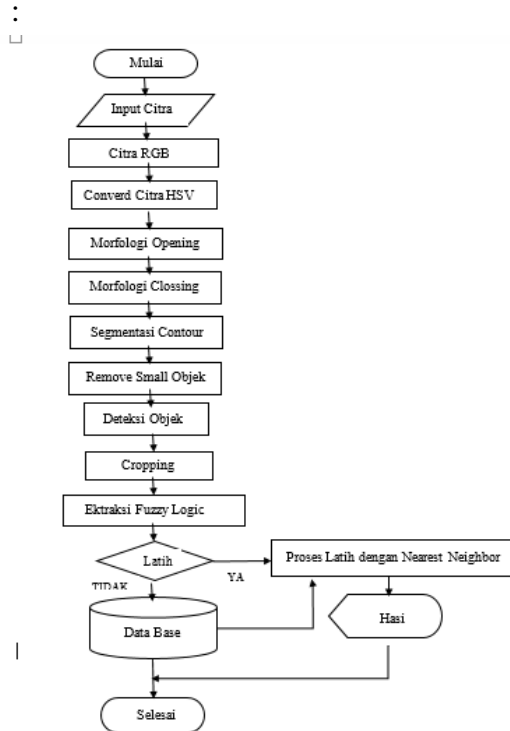 :
Mulai
Input Citra
Citra RGB
Converd Citra HSV
Morfologi Opening
Morfologi Clossing
Segmentasi Contour
Remove Small Objek
Deteksi Objek
Cropping
Ektraksi Fuzzy Logic
Latih
YA
Proses Latih dengan Nearest Neighbor
TIDAK
Hasi
Data Base
Selesai